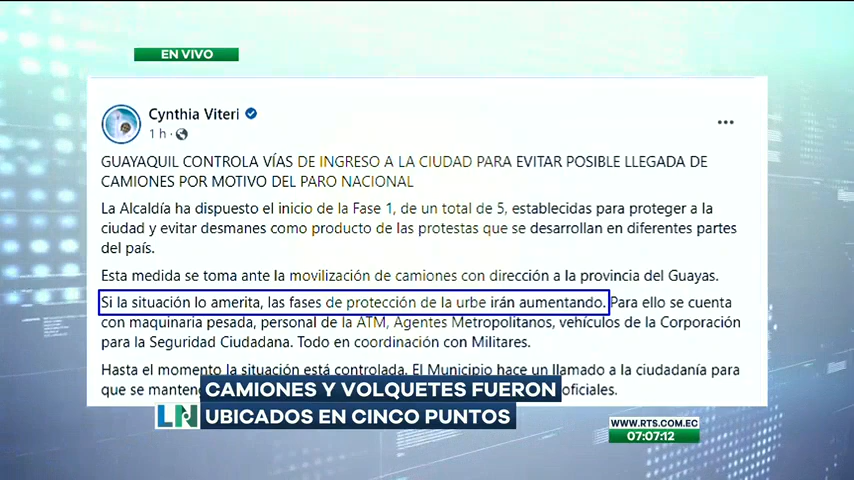 EN VIVO
Cynthia Viteri
1 h
GUAYAQUIL CONTROLA VÍAS DE INGRESO A LA CIUDAD PARA EVITAR POSIBLE LLEGADA DE
CAMIONES POR MOTIVO DEL PARO NACIONAL
La Alcaldía ha dispuesto el inicio de la Fase 1, de un total de 5, establecidas para proteger a la
ciudad y evitar desmanes como producto de las protestas que se desarrollan en diferentes partes
del país.
Esta medida se toma ante la movilización de camiones con dirección a la provincia del Guayas.
Si la situación lo amerita, las fases de protección de la urbe irán aumentando. Para ello se cuenta
con maquinaria pesada, personal de la ATM, Agentes Metropolitanos, vehículos de la Corporación
para la Seguridad Ciudadana. Todo en coordinación con Militares.
Hasta el momento la situación está controlada. El Municipio hace un llamado a la ciudadanía para
que se oficiales.
CAMIONES Y VOLQUETES FUERON
UBICADOS EN CINCO PUNTOS
LN
WWW.RTS.COM.EC
07:07:12